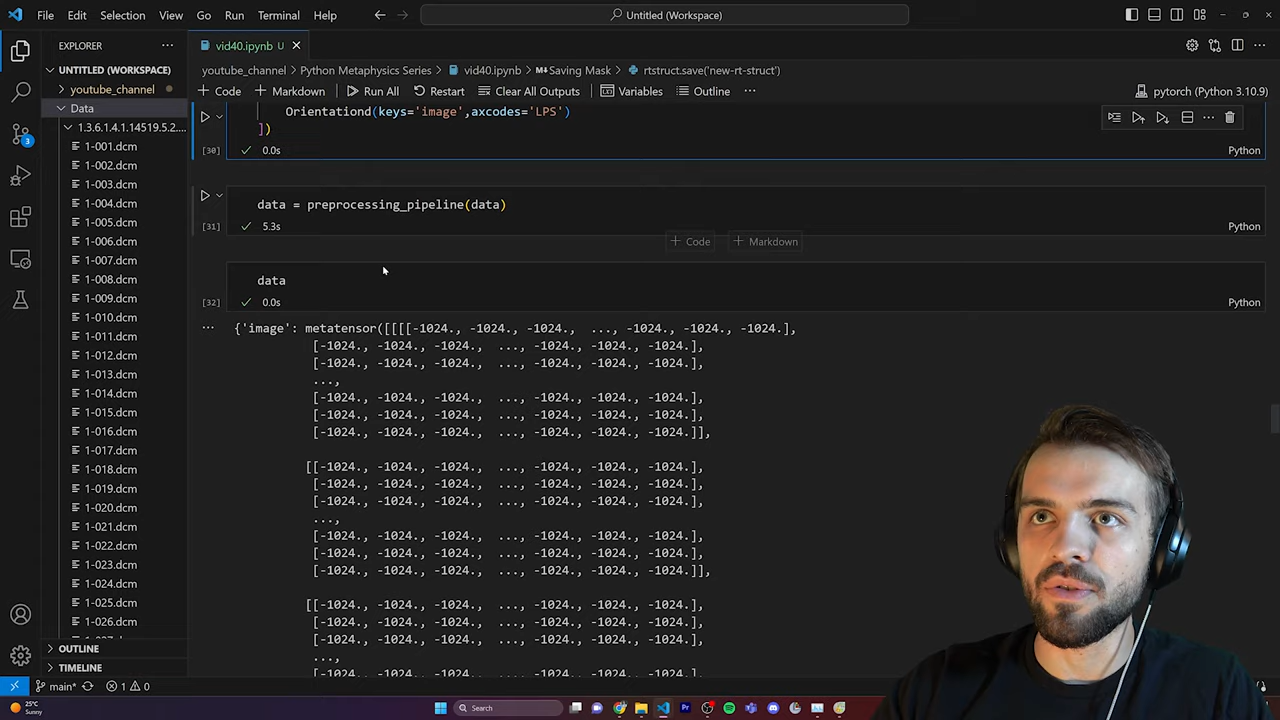 File Edit Selection View Go Run Terminal Help
Untitled (Workspace)
EXPLORER
vid40.ipynb U
UNTITLED (WORKSPACE)
youtube_channel
Data
1.3.6.1.4.1.14519.5.2....
1-001.dcm
1-002.dcm
1-003.dcm
1-004.dcm
1-005.dcm
1-006.dcm
1-007.dcm
1-008.dcm
1-009.dcm
1-010.dcm
1-011.dcm
1-012.dcm
1-013.dcm
1-014.dcm
1-015.dcm
1-016.dcm
1-017.dcm
1-018.dcm
1-019.dcm
1-020.dcm
1-021.dcm
1-022.dcm
1-023.dcm
1-024.dcm
1-025.dcm
1-026.dcm
OUTLINE
TIMELINE
youtube_channel > Python Metaphysics Series > vid40.ipynb > Saving Mask > rtstruct.save('new-rt-struct')
Code Markdown Run All Restart Clear All Outputs Variables Outline
pytorch (Python 3.10.9)
Orientationd(keys='image',axcodes='LPS')
])
[30] 0.0s Python
data = preprocessing_pipeline(data)
[31] 5.3s Python
Code Markdown
data
[32] 0.0s Python
{'image': metatensor([[[[-1024., -1024., -1024., ..., -1024., -1024., -1024.],
[-1024., -1024., -1024., ..., -1024., -1024., -1024.],
[-1024., -1024., -1024., ..., -1024., -1024., -1024.],
...,
[-1024., -1024., -1024., ..., -1024., -1024., -1024.],
[-1024., -1024., -1024., ..., -1024., -1024., -1024.],
[-1024., -1024., -1024., ..., -1024., -1024., -1024.]],
[[-1024., -1024., -1024., ..., -1024., -1024., -1024.],
[-1024., -1024., -1024., ..., -1024., -1024., -1024.],
[-1024., -1024., -1024., ..., -1024., -1024., -1024.],
...,
[-1024., -1024., -1024., ..., -1024., -1024., -1024.],
[-1024., -1024., -1024., ..., -1024., -1024., -1024.],
[-1024., -1024., -1024., ..., -1024., -1024., -1024.]],
[[-1024., -1024., -1024., ..., -1024., -1024., -1024.],
[-1024., -1024., -1024., ..., -1024., -1024., -1024.],
[-1024., -1024., -1024., ..., -1024., -1024., -1024.],
...,
[-1024., -1024., -1024., ..., -1024., -1024., -1024.],
main* 1 0
25°C
Sunny
Search